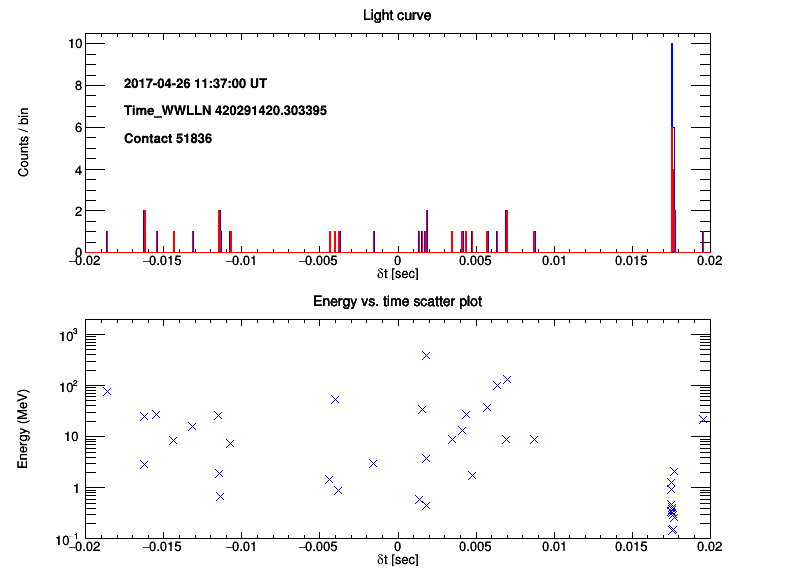 Light curve
Counts / bin
10
8
6
4
2
0
2017-04-26 11:37:00 UT
Time_WWLLN 420291420.303395
Contact 51836
−0.02 −0.015 −0.01 −0.005 0 0.005 0.01 0.015 0.02
δt [sec]
Energy vs. time scatter plot
Energy (MeV)
10³
10²
10
1
10⁻¹
−0.02 −0.015 −0.01 −0.005 0 0.005 0.01 0.015 0.02
δt [sec]